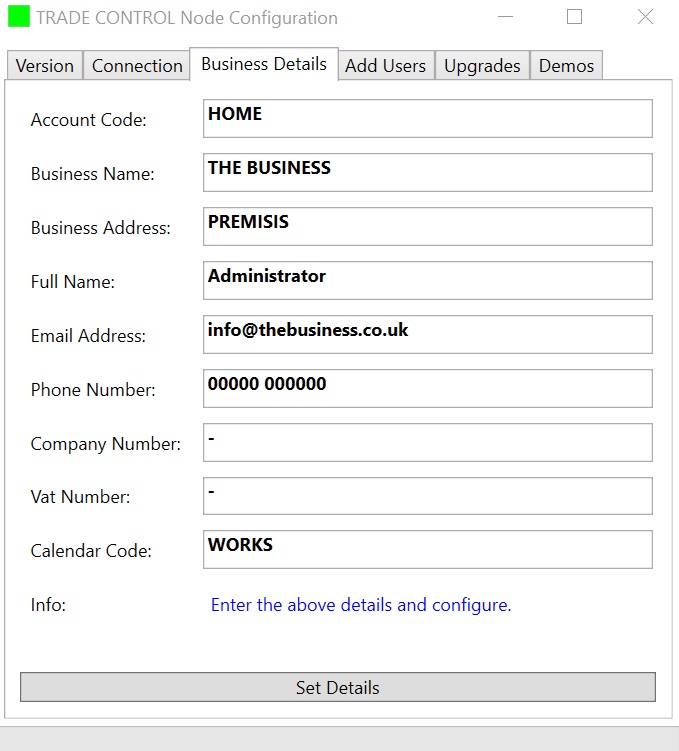 TRADE CONTROL Node Configuration
Version Connection Business Details Add Users Upgrades Demos
Account Code: HOME
Business Name: THE BUSINESS
Business Address: PREMISIS
Full Name: Administrator
Email Address: info@thebusiness.co.uk
Phone Number: 00000 000000
Company Number: -
Vat Number: -
Calendar Code: WORKS
Info: Enter the above details and configure.
Set Details